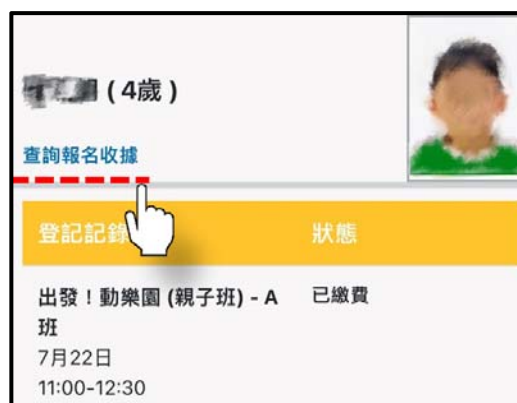 (4歲)
查詢報名收據
登記記錄
狀態
出發！動樂園 (親子班) - A 已繳費
班
7月22日
11:00-12:30